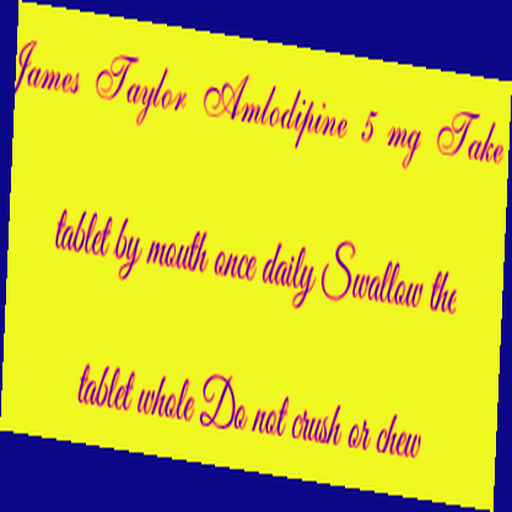 James Taylor Amlodipine 5 mg Take
tablet by mouth once daily Swallow the
tablet whole Do not crush or chew